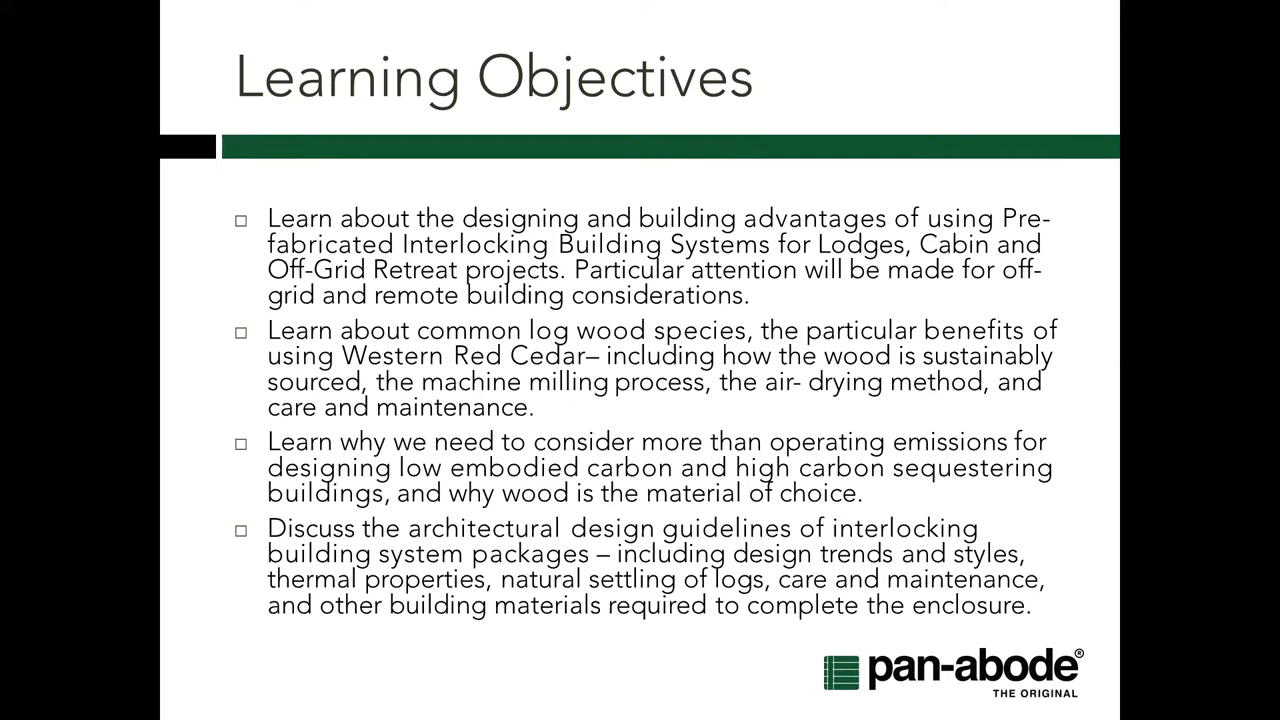 Learning Objectives
Learn about the designing and building advantages of using Pre-
fabricated Interlocking Building Systems for Lodges, Cabin and
Off-Grid Retreat projects. Particular attention will be made for off-
grid and remote building considerations.
Learn about common log wood species, the particular benefits of
using Western Red Cedar– including how the wood is sustainably
sourced, the machine milling process, the air- drying method, and
care and maintenance.
Learn why we need to consider more than operating emissions for
designing low embodied carbon and high carbon sequestering
buildings, and why wood is the material of choice.
Discuss the architectural design guidelines of interlocking
building system packages – including design trends and styles,
thermal properties, natural settling of logs, care and maintenance,
and other building materials required to complete the enclosure.
pan-abode®
THE ORIGINAL